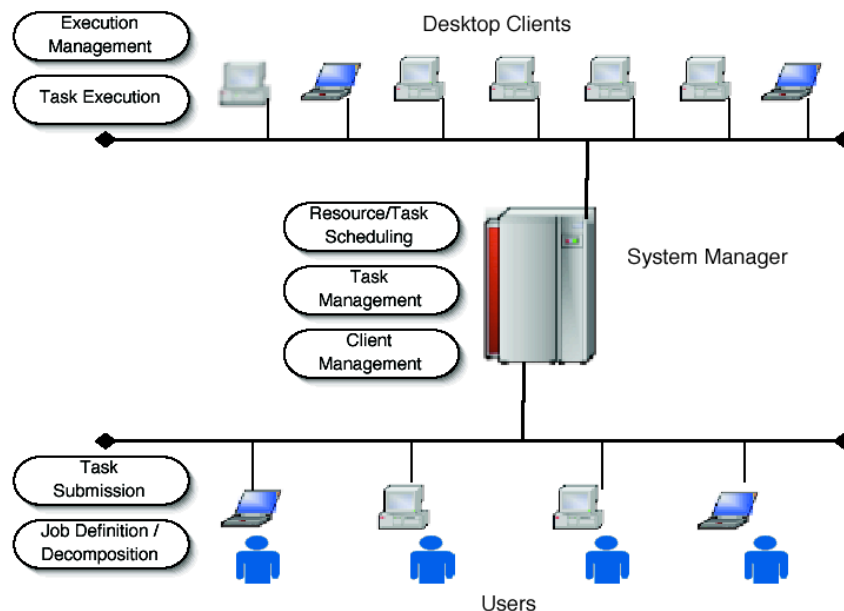 Execution
Management
Desktop Clients
Task Execution
Resource/Task
Scheduling
System Manager
Task
Management
Client
Management
Task
Submission
Job Definition /
Decomposition
Users